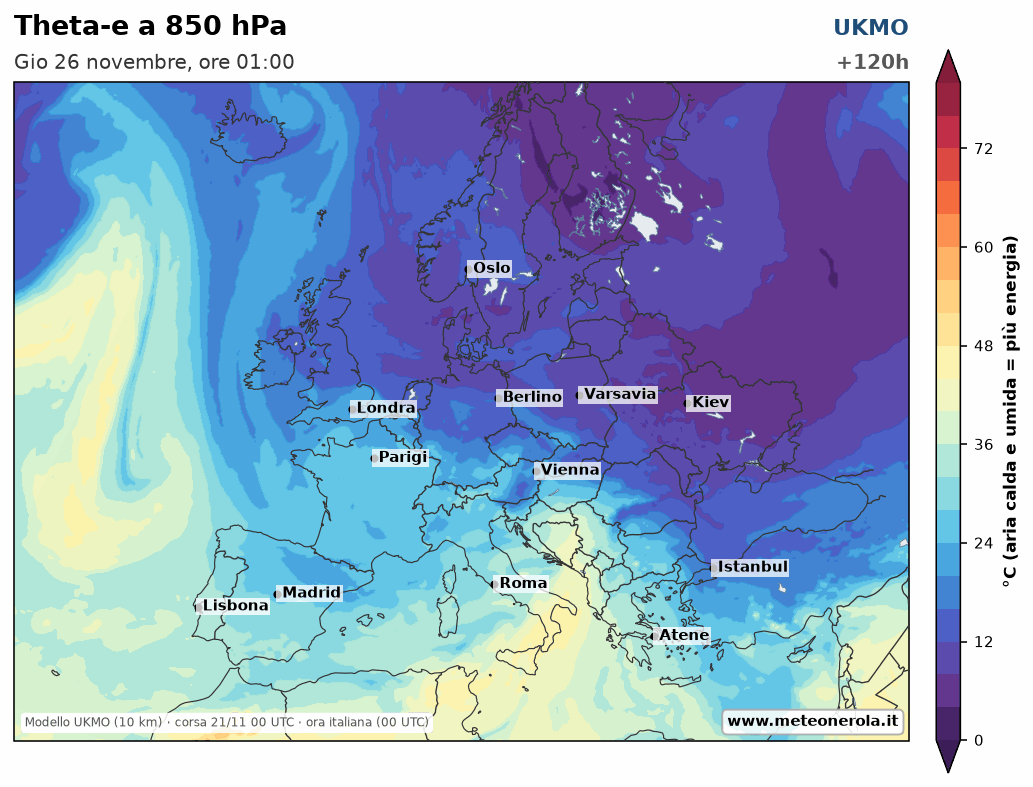 Theta-e a 850 hPa
UKMO
Gio 26 novembre, ore 01:00
+120h
72
60
48
36
24
12
0
°C (aria calda e umida = più energia)
Oslo
Berlino
Varsavia
Kiev
Londra
Parigi
Vienna
Istanbul
Roma
Madrid
Lisbona
Atene
Modello UKMO (10 km) · corsa 21/11 00 UTC · ora italiana (00 UTC)
www.meteonerola.it